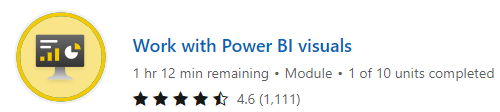 Work with Power BI visuals
1 hr 12 min remaining • Module • 1 of 10 units completed
4.6 (1,111)